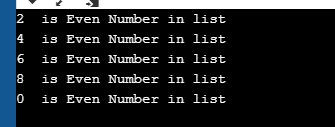 2  is Even Number in list
4  is Even Number in list
6  is Even Number in list
8  is Even Number in list
0  is Even Number in list